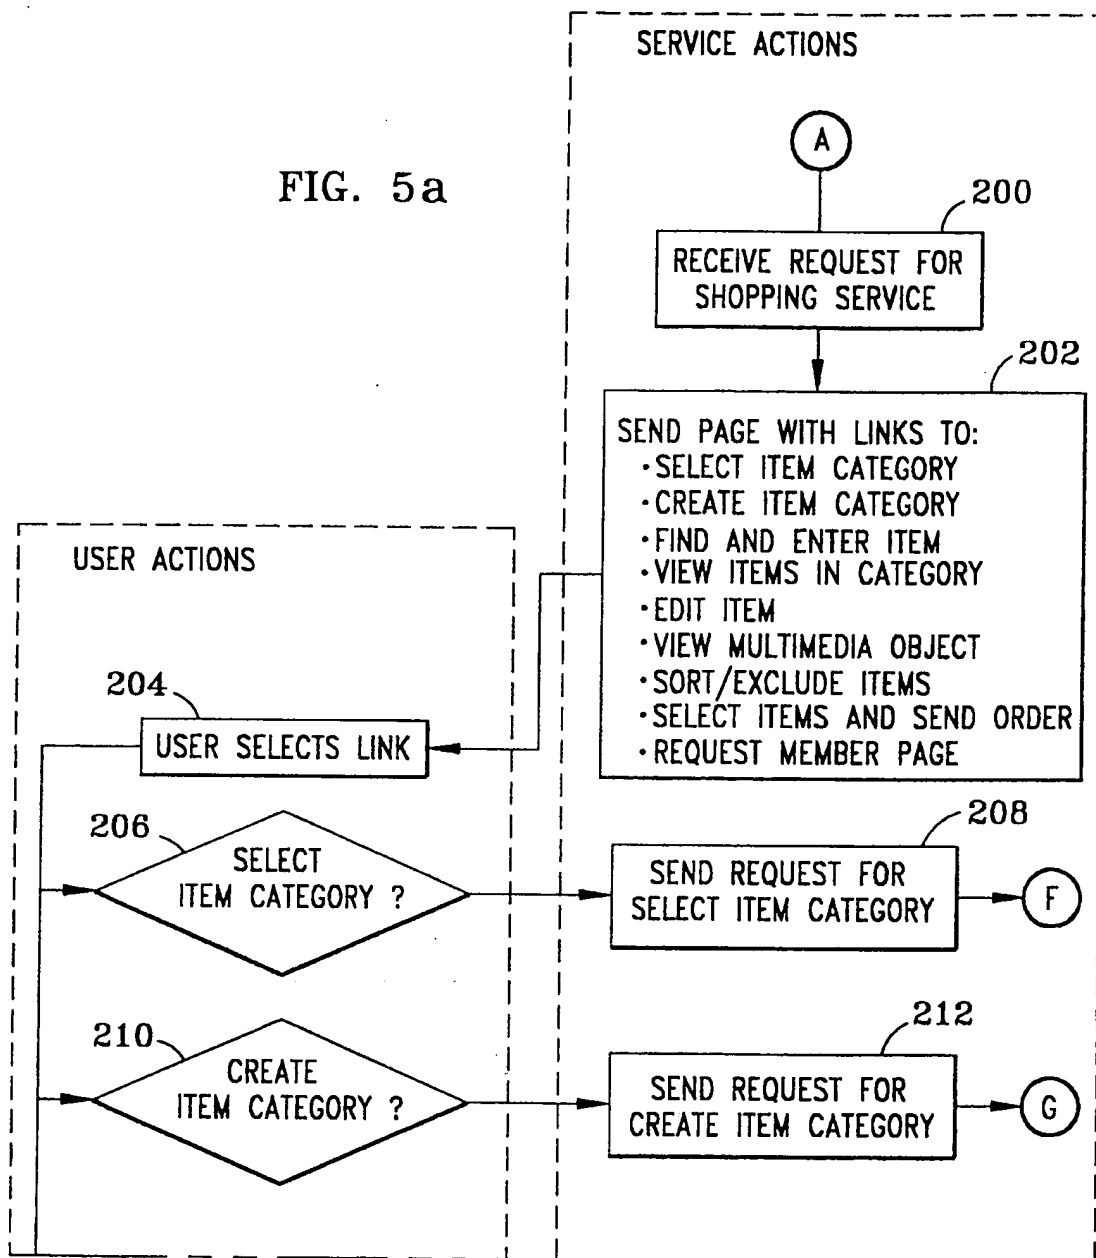 SERVICE ACTIONS
A
FIG. 5a
200
RECEIVE REQUEST FOR
SHOPPING SERVICE
202
SEND PAGE WITH LINKS TO:
·SELECT ITEM CATEGORY
·CREATE ITEM CATEGORY
·FIND AND ENTER ITEM
·VIEW ITEMS IN CATEGORY
·EDIT ITEM
·VIEW MULTIMEDIA OBJECT
·SORT/EXCLUDE ITEMS
·SELECT ITEMS AND SEND ORDER
·REQUEST MEMBER PAGE
USER ACTIONS
204
USER SELECTS LINK
206
SELECT
ITEM CATEGORY ?
208
SEND REQUEST FOR
SELECT ITEM CATEGORY
F
210
CREATE
ITEM CATEGORY ?
212
SEND REQUEST FOR
CREATE ITEM CATEGORY
G